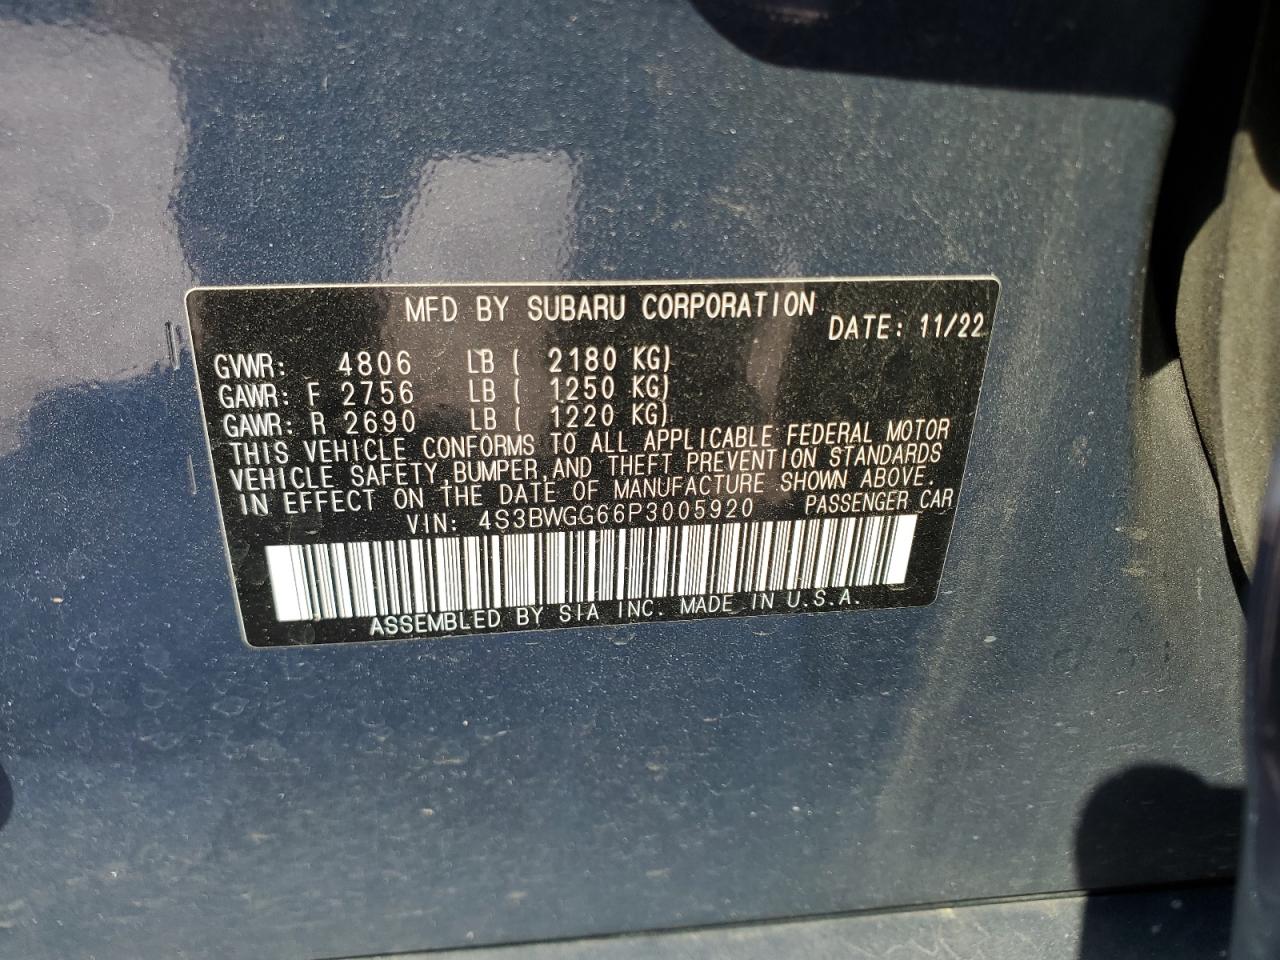 MFD BY SUBARU CORPORATION
DATE: 11/22
GVWR: 4806 LB ( 2180 KG)
GAWR: F 2756 LB ( 1250 KG)
GAWR: R 2690 LB ( 1220 KG)
THIS VEHICLE CONFORMS TO ALL APPLICABLE FEDERAL MOTOR
VEHICLE SAFETY, BUMPER, AND THEFT PREVENTION STANDARDS
IN EFFECT ON THE DATE OF MANUFACTURE SHOWN ABOVE.
VIN: 4S3BWGG66P3005920 PASSENGER CAR
ASSEMBLED BY SIA INC. MADE IN U.S.A.